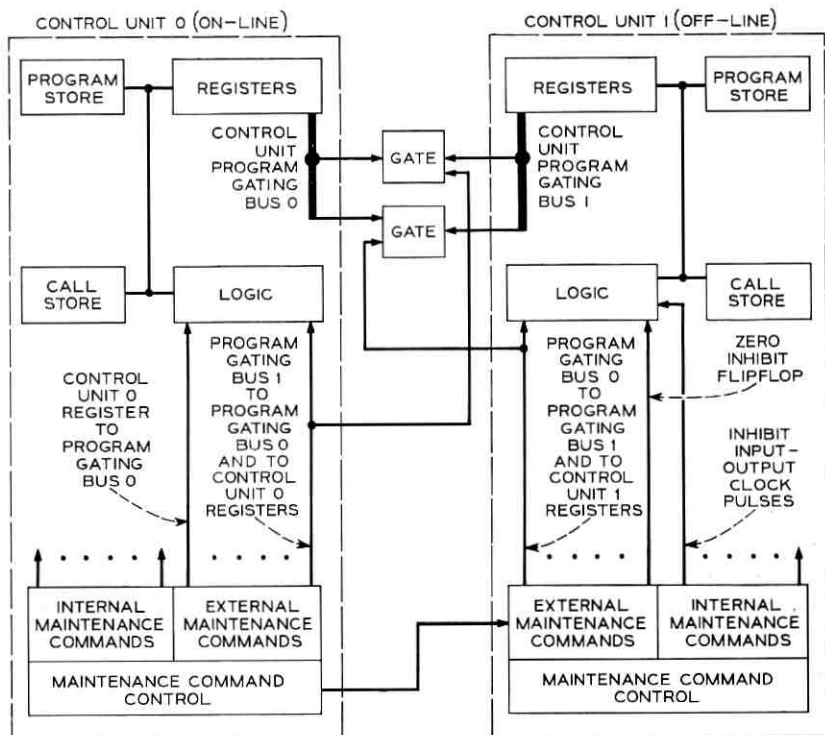 CONTROL UNIT 0 (ON-LINE)
CONTROL UNIT 1 (OFF-LINE)
PROGRAM
STORE
REGISTERS
CONTROL
UNIT
PROGRAM
GATING
BUS 0
GATE
GATE
REGISTERS
PROGRAM
STORE
CONTROL
UNIT
PROGRAM
GATING
BUS 1
CALL
STORE
LOGIC
LOGIC
CALL
STORE
CONTROL
UNIT 0
REGISTER
TO
PROGRAM
GATING
BUS 0
PROGRAM
GATING
BUS 1
TO
PROGRAM
GATING
BUS 0
AND TO
CONTROL
UNIT 0
REGISTERS
PROGRAM
GATING
BUS 0
TO
PROGRAM
GATING
BUS 1
AND TO
CONTROL
UNIT 1
REGISTERS
ZERO
INHIBIT
FLIPFLOP
INHIBIT
INPUT-
OUTPUT
CLOCK
PULSES
INTERNAL
MAINTENANCE
COMMANDS
EXTERNAL
MAINTENANCE
COMMANDS
MAINTENANCE COMMAND
CONTROL
EXTERNAL
MAINTENANCE
COMMANDS
INTERNAL
MAINTENANCE
COMMANDS
MAINTENANCE COMMAND
CONTROL